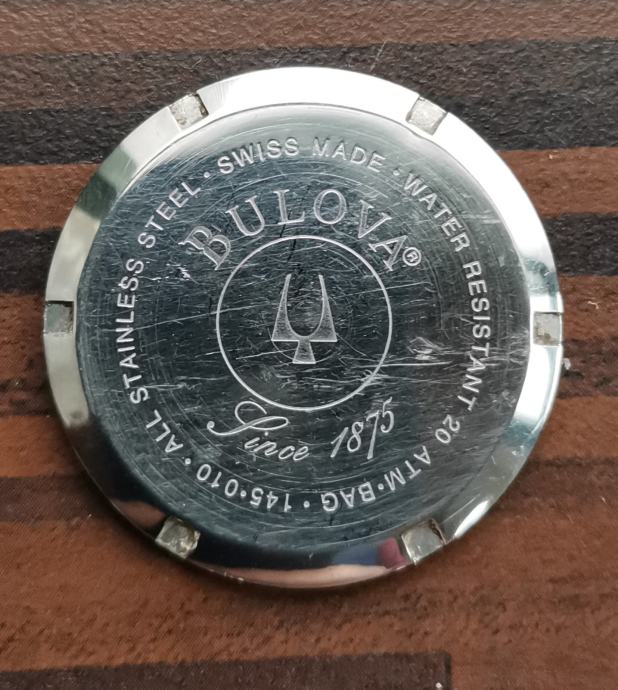 ALL STAINLESS STEEL · SWISS MADE · WATER RESISTANT 20 ATM · BAG · 145·010 ·
BULOVA®
Since 1875